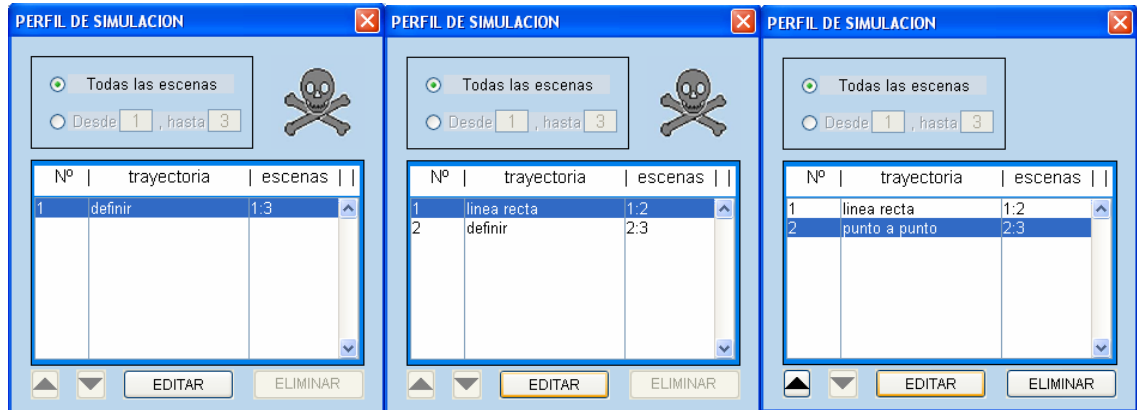 PERFIL DE SIMULACION
Todas las escenas
Desde 1 , hasta 3
Nº | trayectoria | escenas | |
1 definir 1:3
EDITAR ELIMINAR
PERFIL DE SIMULACION
Todas las escenas
Desde 1 , hasta 3
Nº | trayectoria | escenas | |
1 linea recta 1:2
2 definir 2:3
EDITAR ELIMINAR
PERFIL DE SIMULACION
Todas las escenas
Desde 1 , hasta 3
Nº | trayectoria | escenas | |
1 linea recta 1:2
2 punto a punto 2:3
EDITAR ELIMINAR